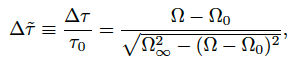 Δτ̃ ≡ Δτ/τ₀ = (Ω − Ω₀)/√(Ω∞² − (Ω − Ω₀)²),